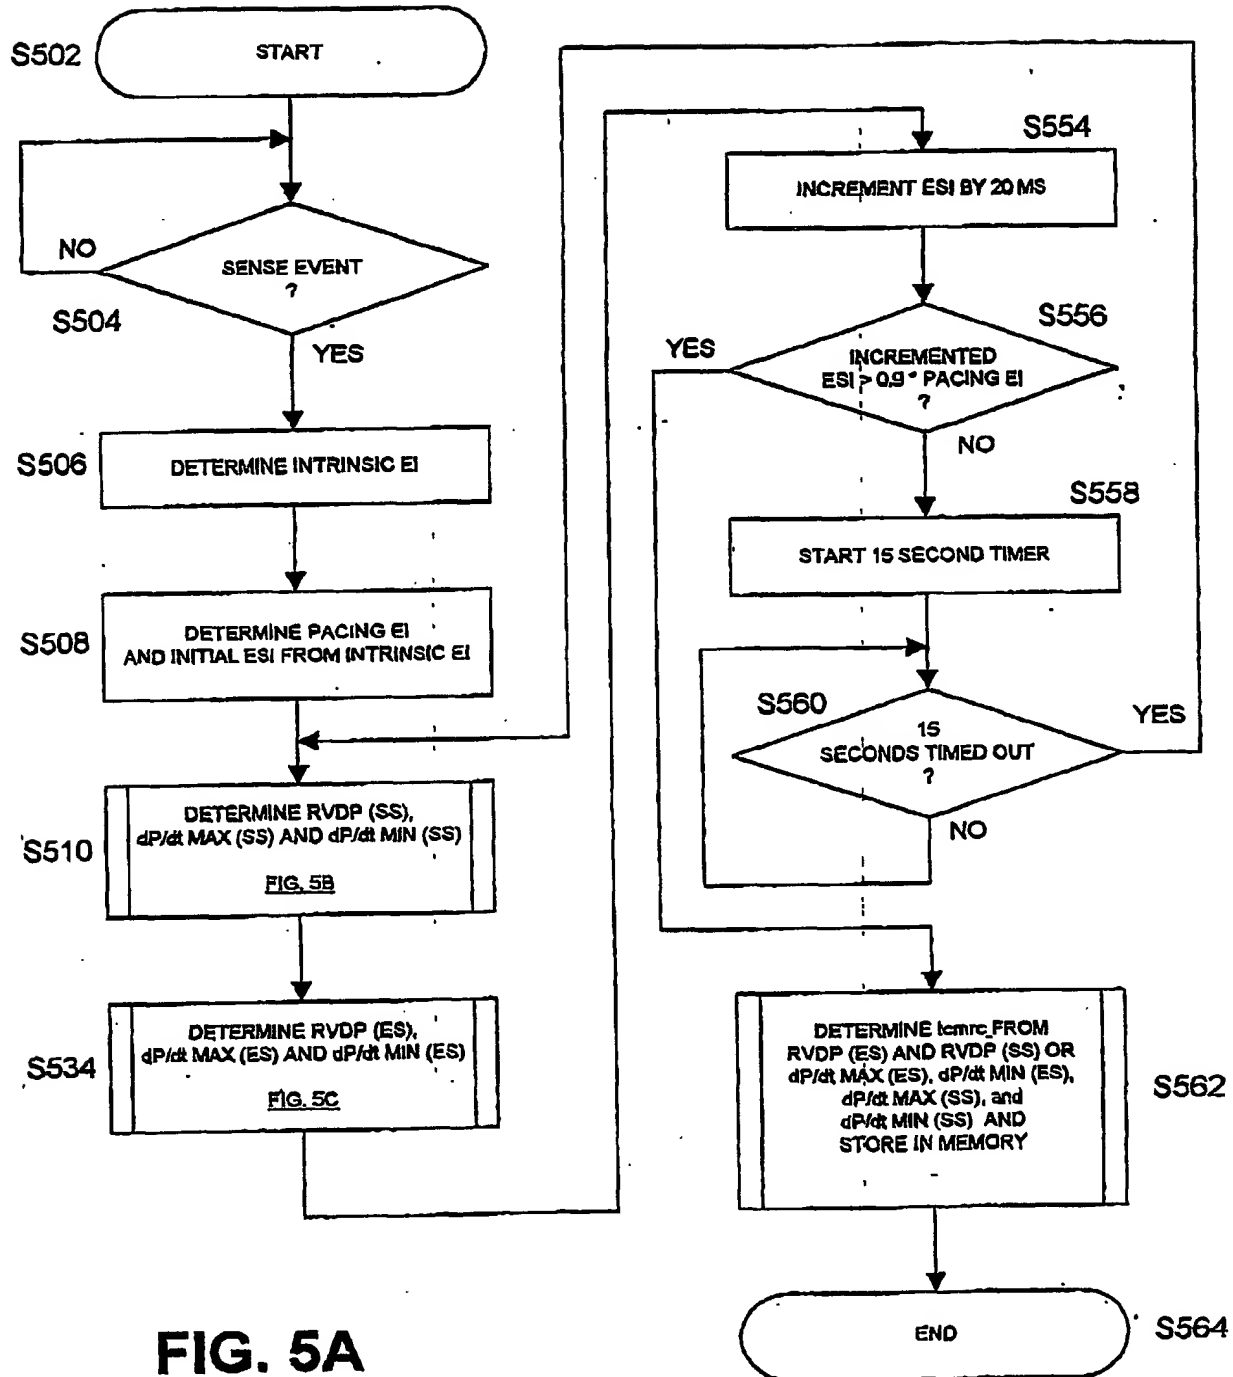 S502
START
NO
SENSE EVENT
?
S504
YES
S506
DETERMINE INTRINSIC EI
S508
DETERMINE PACING EI
AND INITIAL ESI FROM INTRINSIC EI
S510
DETERMINE RVDP (SS),
dP/dt MAX (SS) AND dP/dt MIN (SS)
FIG. 5B
S534
DETERMINE RVDP (ES),
dP/dt MAX (ES) AND dP/dt MIN (ES)
FIG. 5C
S554
INCREMENT ESI BY 20 MS
S556
YES
INCREMENTED
ESI > 0.9 * PACING EI
?
NO
S558
START 15 SECOND TIMER
S560
15
SECONDS TIMED OUT
?
YES
NO
DETERMINE tcmrc FROM
RVDP (ES) AND RVDP (SS) OR
dP/dt MAX (ES), dP/dt MIN (ES),
dP/dt MAX (SS), and
dP/dt MIN (SS) AND
STORE IN MEMORY
S562
END
S564
FIG. 5A